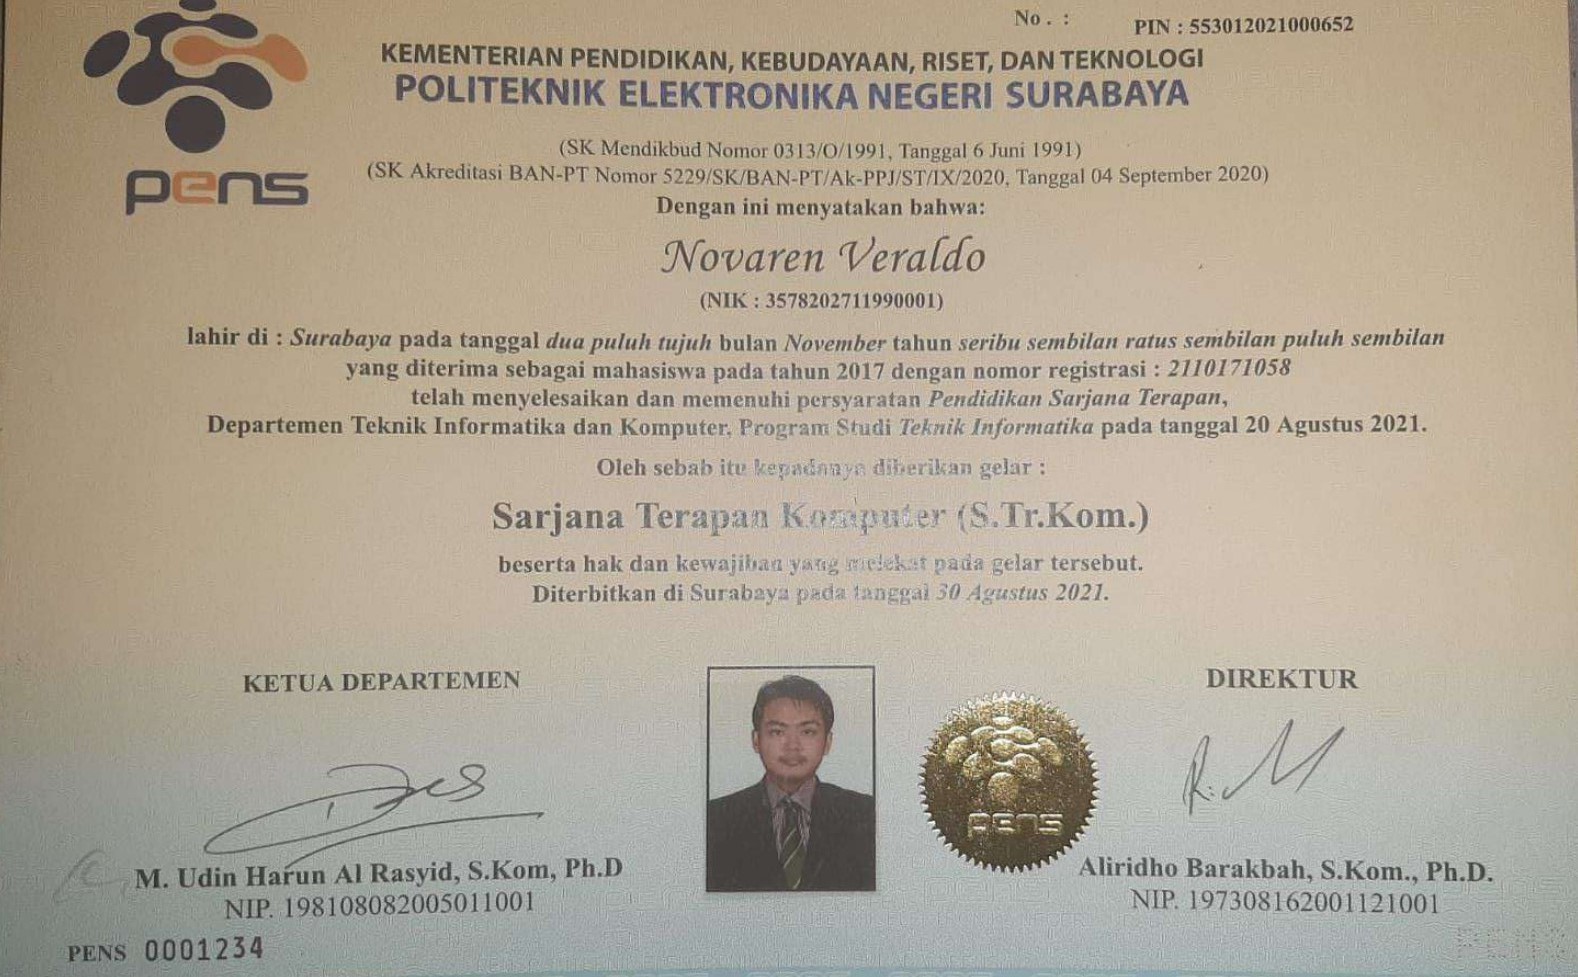 No. :
PIN : 553012021000652
KEMENTERIAN PENDIDIKAN, KEBUDAYAAN, RISET, DAN TEKNOLOGI
POLITEKNIK ELEKTRONIKA NEGERI SURABAYA
pens
(SK Mendikbud Nomor 0313/O/1991, Tanggal 6 Juni 1991)
(SK Akreditasi BAN-PT Nomor 5229/SK/BAN-PT/Ak-PPJ/ST/IX/2020, Tanggal 04 September 2020)
Dengan ini menyatakan bahwa:
Novaren Veraldo
(NIK : 3578202711990001)
lahir di : Surabaya pada tanggal dua puluh tujuh bulan November tahun seribu sembilan ratus sembilan puluh sembilan
yang diterima sebagai mahasiswa pada tahun 2017 dengan nomor registrasi : 2110171058
telah menyelesaikan dan memenuhi persyaratan Pendidikan Sarjana Terapan,
Departemen Teknik Informatika dan Komputer, Program Studi Teknik Informatika pada tanggal 20 Agustus 2021.
Oleh sebab itu kepadanya diberikan gelar :
Sarjana Terapan Komputer (S.Tr.Kom.)
beserta hak dan kewajiban yang melekat pada gelar tersebut.
Diterbitkan di Surabaya pada tanggal 30 Agustus 2021.
KETUA DEPARTEMEN
DIREKTUR
pens
M. Udin Harun Al Rasyid, S.Kom, Ph.D
NIP. 198108082005011001
Aliridho Barakbah, S.Kom., Ph.D.
NIP. 197308162001121001
PENS 0001234